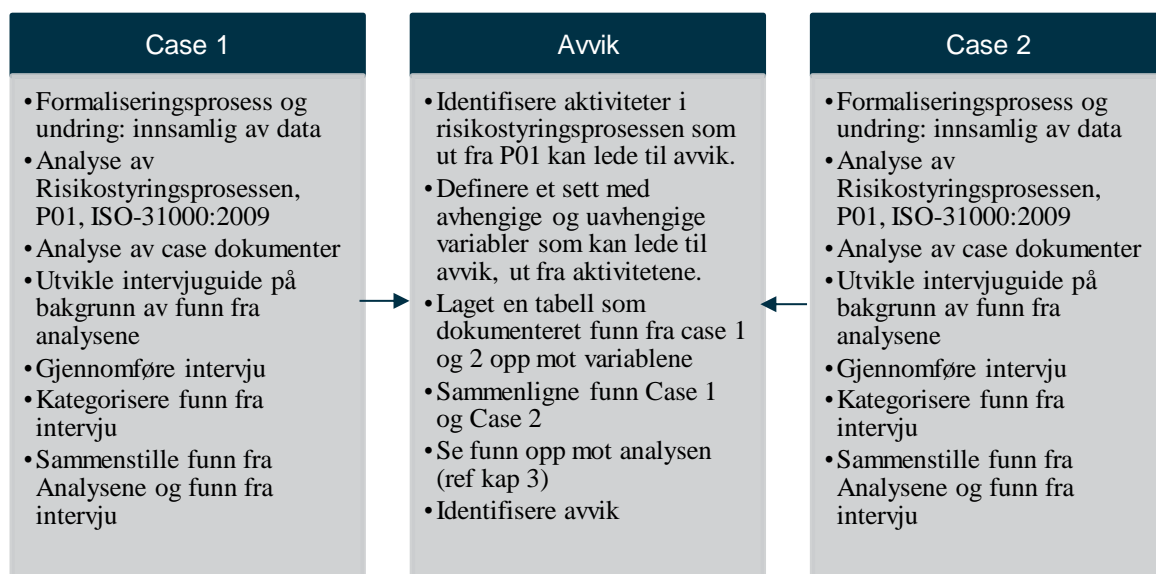 Case 1
•Formaliseringsprosess og
undring: innsamlig av data
•Analyse av
Risikostyringsprosessen,
P01, ISO-31000:2009
•Analyse av case dokumenter
•Utvikle intervjuguide på
bakgrunn av funn fra
analysene
•Gjennomføre intervju
•Kategorisere funn fra
intervju
•Sammenstille funn fra
Analysene og funn fra
intervju
Avvik
•Identifisere aktiviteter i
risikostyringsprosessen som
ut fra P01 kan lede til avvik.
•Definere et sett med
avhengige og uavhengige
variabler som kan lede til
avvik, ut fra aktivitetene.
•Laget en tabell som
dokumenteret funn fra case 1
og 2 opp mot variablene
•Sammenligne funn Case 1
og Case 2
•Se funn opp mot analysen
(ref kap 3)
•Identifisere avvik
Case 2
•Formaliseringsprosess og
undring: innsamlig av data
•Analyse av
Risikostyringsprosessen,
P01, ISO-31000:2009
•Analyse av case dokumenter
•Utvikle intervjuguide på
bakgrunn av funn fra
analysene
•Gjennomføre intervju
•Kategorisere funn fra
intervju
•Sammenstille funn fra
Analysene og funn fra
intervju